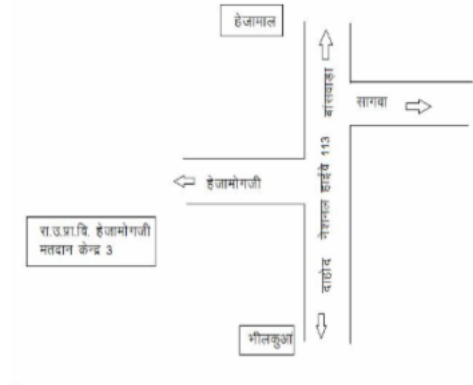 हेजामाल
बांसवाड़ा
सागवा
नेशनल हाईवे 113
हेजामोगजी
रा.उ.प्रा.वि. हेजामोगजी
मतदान केन्द्र 3
दाहोद
भीलकुआं